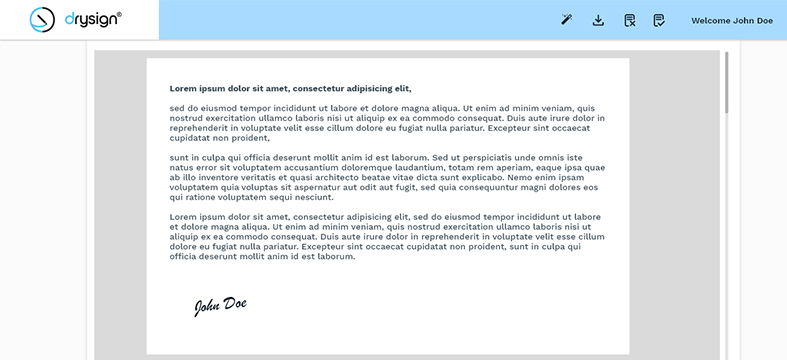 drysign®
Welcome John Doe
Lorem ipsum dolor sit amet, consectetur adipisicing elit,
sed do eiusmod tempor incididunt ut labore et dolore magna aliqua. Ut enim ad minim veniam, quis
nostrud exercitation ullamco laboris nisi ut aliquip ex ea commodo consequat. Duis aute irure dolor in
reprehenderit in voluptate velit esse cillum dolore eu fugiat nulla pariatur. Excepteur sint occaecat
cupidatat non proident,
sunt in culpa qui officia deserunt mollit anim id est laborum. Sed ut perspiciatis unde omnis iste
natus error sit voluptatem accusantium doloremque laudantium, totam rem aperiam, eaque ipsa quae
ab illo inventore veritatis et quasi architecto beatae vitae dicta sunt explicabo. Nemo enim ipsam
voluptatem quia voluptas sit aspernatur aut odit aut fugit, sed quia consequuntur magni dolores eos
qui ratione voluptatem sequi nesciunt.
Lorem ipsum dolor sit amet, consectetur adipisicing elit, sed do eiusmod tempor incididunt ut labore
et dolore magna aliqua. Ut enim ad minim veniam, quis nostrud exercitation ullamco laboris nisi ut
aliquip ex ea commodo consequat. Duis aute irure dolor in reprehenderit in voluptate velit esse cillum
dolore eu fugiat nulla pariatur. Excepteur sint occaecat cupidatat non proident, sunt in culpa qui
officia deserunt mollit anim id est laborum.
John Doe